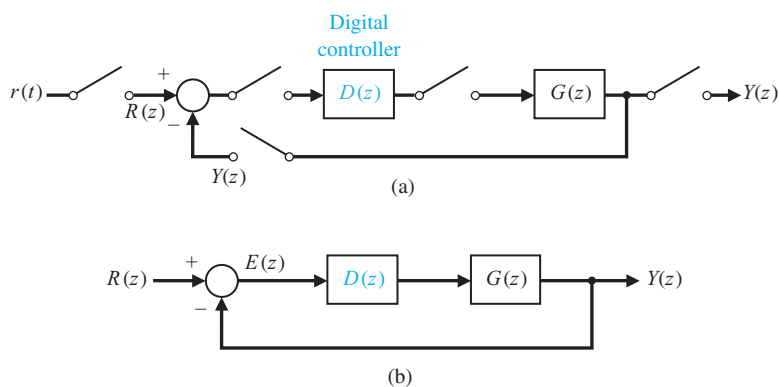 Digital
controller
r(t)
+
R(z)
−
D(z)
G(z)
Y(z)
Y(z)
(a)
R(z)
+
−
E(z)
D(z)
G(z)
Y(z)
(b)